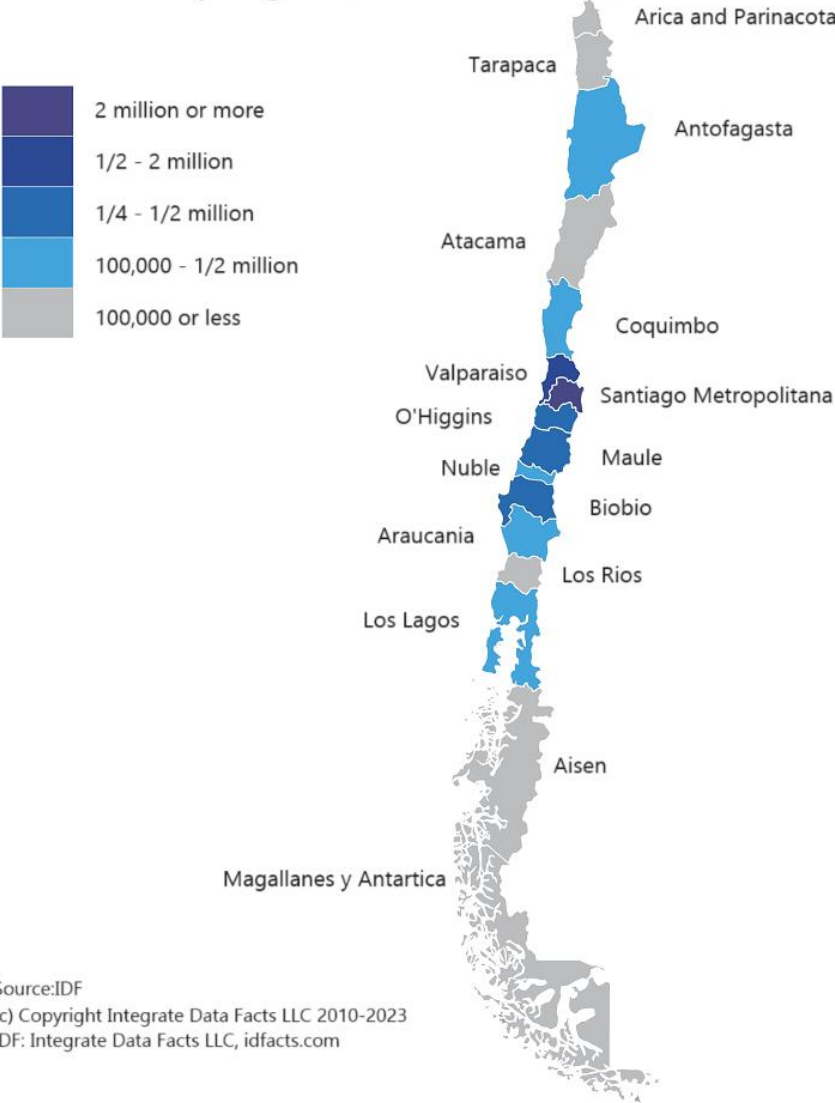 Arica and Parinacota
Tarapaca
2 million or more
Antofagasta
1/2 - 2 million
1/4 - 1/2 million
Atacama
100,000 - 1/2 million
100,000 or less
Coquimbo
Valparaiso
Santiago Metropolitana
O'Higgins
Maule
Nuble
Biobio
Araucania
Los Rios
Los Lagos
Aisen
Magallanes y Antartica
Source:IDF
c) Copyright Integrate Data Facts LLC 2010-2023
DF: Integrate Data Facts LLC, idfacts.com